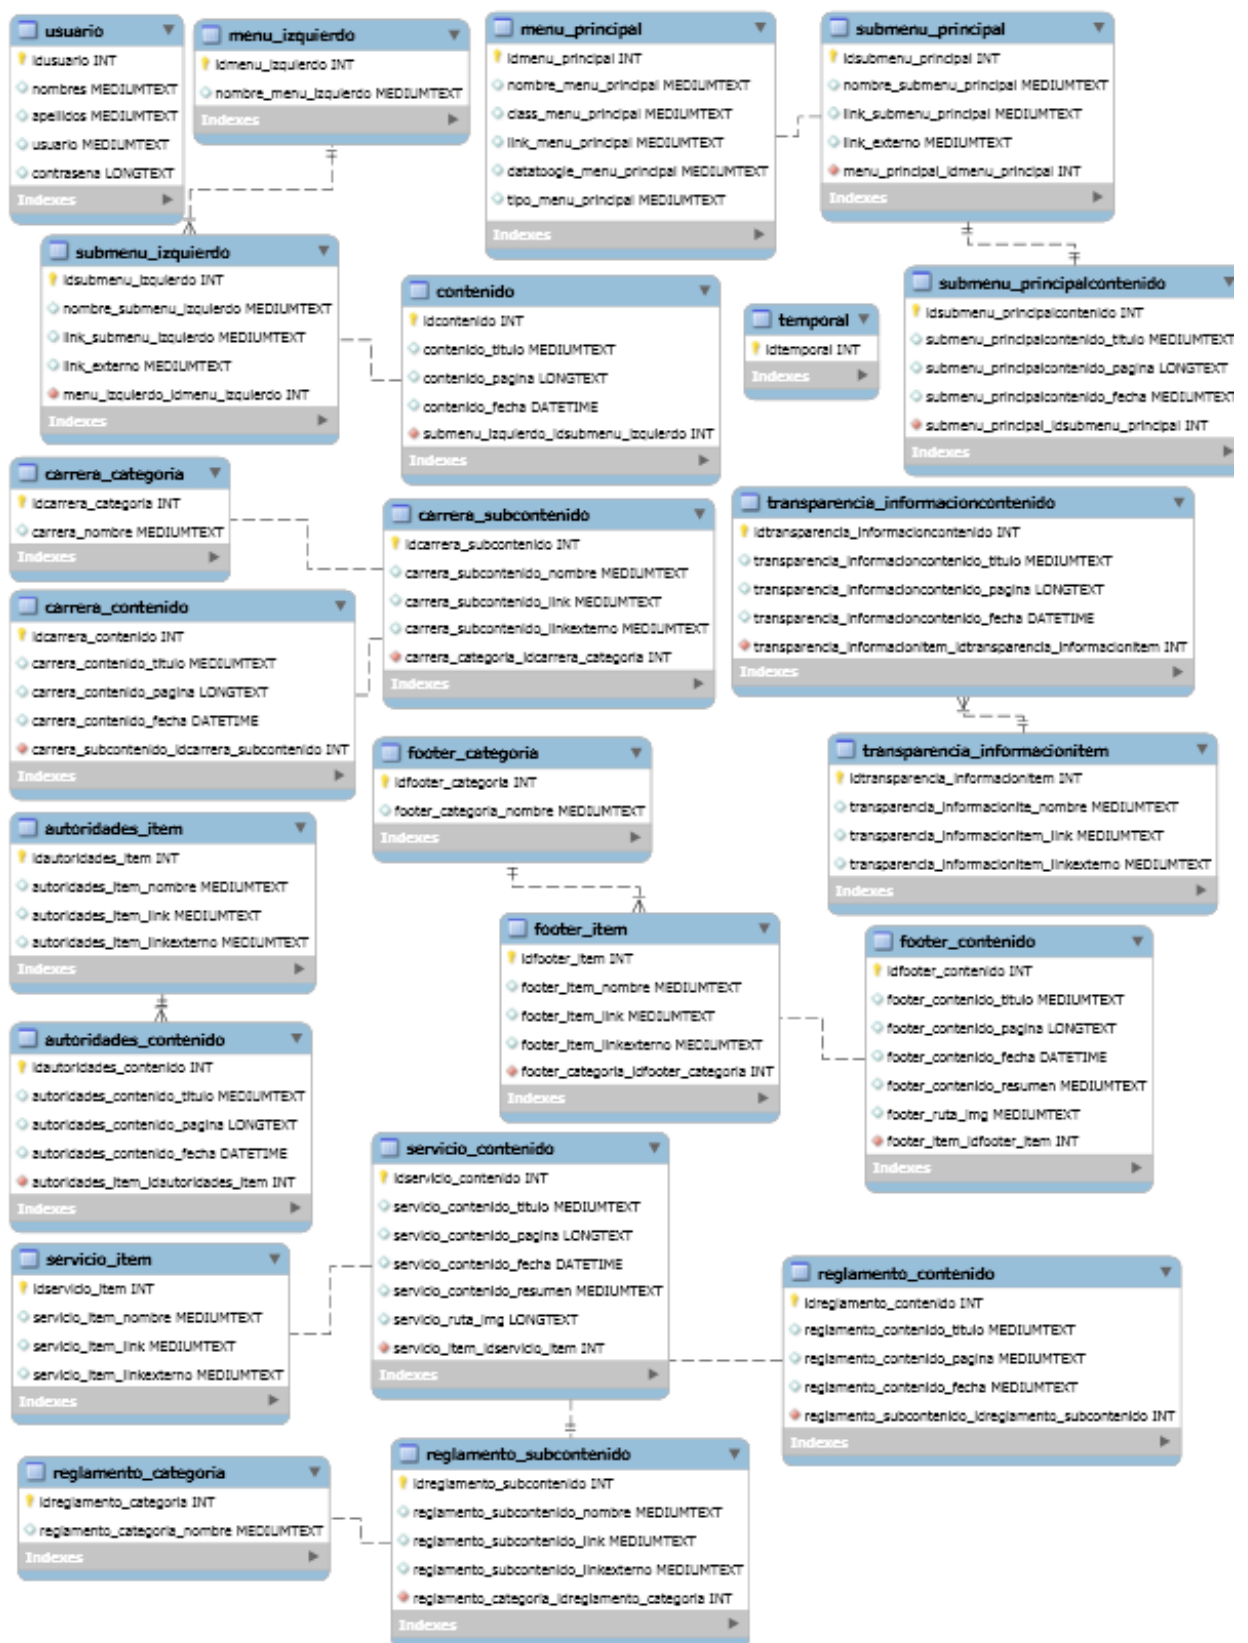 usuario
idusuario INT
nombres MEDIUMTEXT
apellidos MEDIUMTEXT
usuario MEDIUMTEXT
contrasena LONGTEXT
Indexes
menu_izquierdo
idmenu_izquierdo INT
nombre_menu_izquierdo MEDIUMTEXT
Indexes
menu_principal
idmenu_principal INT
nombre_menu_principal MEDIUMTEXT
class_menu_principal MEDIUMTEXT
link_menu_principal MEDIUMTEXT
datatoogle_menu_principal MEDIUMTEXT
tipo_menu_principal MEDIUMTEXT
Indexes
submenu_principal
idsubmenu_principal INT
nombre_submenu_principal MEDIUMTEXT
link_submenu_principal MEDIUMTEXT
link_externo MEDIUMTEXT
menu_principal_idmenu_principal INT
Indexes
submenu_izquierdo
idsubmenu_izquierdo INT
nombre_submenu_izquierdo MEDIUMTEXT
link_submenu_izquierdo MEDIUMTEXT
link_externo MEDIUMTEXT
menu_izquierdo_idmenu_izquierdo INT
Indexes
contenido
idcontenido INT
contenido_titulo MEDIUMTEXT
contenido_pagina LONGTEXT
contenido_fecha DATETIME
submenu_izquierdo_idsubmenu_izquierdo INT
Indexes
temporal
idtemporal INT
Indexes
submenu_principalcontenido
idsubmenu_principalcontenido INT
submenu_principalcontenido_titulo MEDIUMTEXT
submenu_principalcontenido_pagina LONGTEXT
submenu_principalcontenido_fecha MEDIUMTEXT
submenu_principal_idsubmenu_principal INT
Indexes
carrera_categoria
idcarrera_categoria INT
carrera_nombre MEDIUMTEXT
Indexes
carrera_subcontenido
idcarrera_subcontenido INT
carrera_subcontenido_nombre MEDIUMTEXT
carrera_subcontenido_link MEDIUMTEXT
carrera_subcontenido_linkexterno MEDIUMTEXT
carrera_categoria_idcarrera_categoria INT
Indexes
transparencia_informacioncontenido
idtransparencia_informacioncontenido INT
transparencia_informacioncontenido_titulo MEDIUMTEXT
transparencia_informacioncontenido_pagina LONGTEXT
transparencia_informacioncontenido_fecha DATETIME
transparencia_informacionitem_idtransparencia_informacionitem INT
Indexes
carrera_contenido
idcarrera_contenido INT
carrera_contenido_titulo MEDIUMTEXT
carrera_contenido_pagina LONGTEXT
carrera_contenido_fecha DATETIME
carrera_subcontenido_idcarrera_subcontenido INT
Indexes
footer_categoria
idfooter_categoria INT
footer_categoria_nombre MEDIUMTEXT
Indexes
transparencia_informacionitem
idtransparencia_informacionitem INT
transparencia_informacionite_nombre MEDIUMTEXT
transparencia_informacionitem_link MEDIUMTEXT
transparencia_informacionitem_linkexterno MEDIUMTEXT
Indexes
autoridades_item
idautoridades_item INT
autoridades_item_nombre MEDIUMTEXT
autoridades_item_link MEDIUMTEXT
autoridades_item_linkexterno MEDIUMTEXT
Indexes
footer_item
idfooter_item INT
footer_item_nombre MEDIUMTEXT
footer_item_link MEDIUMTEXT
footer_item_linkexterno MEDIUMTEXT
footer_categoria_idfooter_categoria INT
Indexes
footer_contenido
idfooter_contenido INT
footer_contenido_titulo MEDIUMTEXT
footer_contenido_pagina LONGTEXT
footer_contenido_fecha DATETIME
footer_contenido_resumen MEDIUMTEXT
footer_ruta_img MEDIUMTEXT
footer_item_idfooter_item INT
Indexes
autoridades_contenido
idautoridades_contenido INT
autoridades_contenido_titulo MEDIUMTEXT
autoridades_contenido_pagina LONGTEXT
autoridades_contenido_fecha DATETIME
autoridades_item_idautoridades_item INT
Indexes
servicio_contenido
idservicio_contenido INT
servicio_contenido_titulo MEDIUMTEXT
servicio_contenido_pagina LONGTEXT
servicio_contenido_fecha DATETIME
servicio_contenido_resumen MEDIUMTEXT
servicio_ruta_img LONGTEXT
servicio_item_idservicio_item INT
Indexes
servicio_item
idservicio_item INT
servicio_item_nombre MEDIUMTEXT
servicio_item_link MEDIUMTEXT
servicio_item_linkexterno MEDIUMTEXT
Indexes
reglamento_contenido
idreglamento_contenido INT
reglamento_contenido_titulo MEDIUMTEXT
reglamento_contenido_pagina MEDIUMTEXT
reglamento_contenido_fecha MEDIUMTEXT
reglamento_subcontenido_idreglamento_subcontenido INT
Indexes
reglamento_categoria
idreglamento_categoria INT
reglamento_categoria_nombre MEDIUMTEXT
Indexes
reglamento_subcontenido
idreglamento_subcontenido INT
reglamento_subcontenido_nombre MEDIUMTEXT
reglamento_subcontenido_link MEDIUMTEXT
reglamento_subcontenido_linkexterno MEDIUMTEXT
reglamento_categoria_idreglamento_categoria INT
Indexes